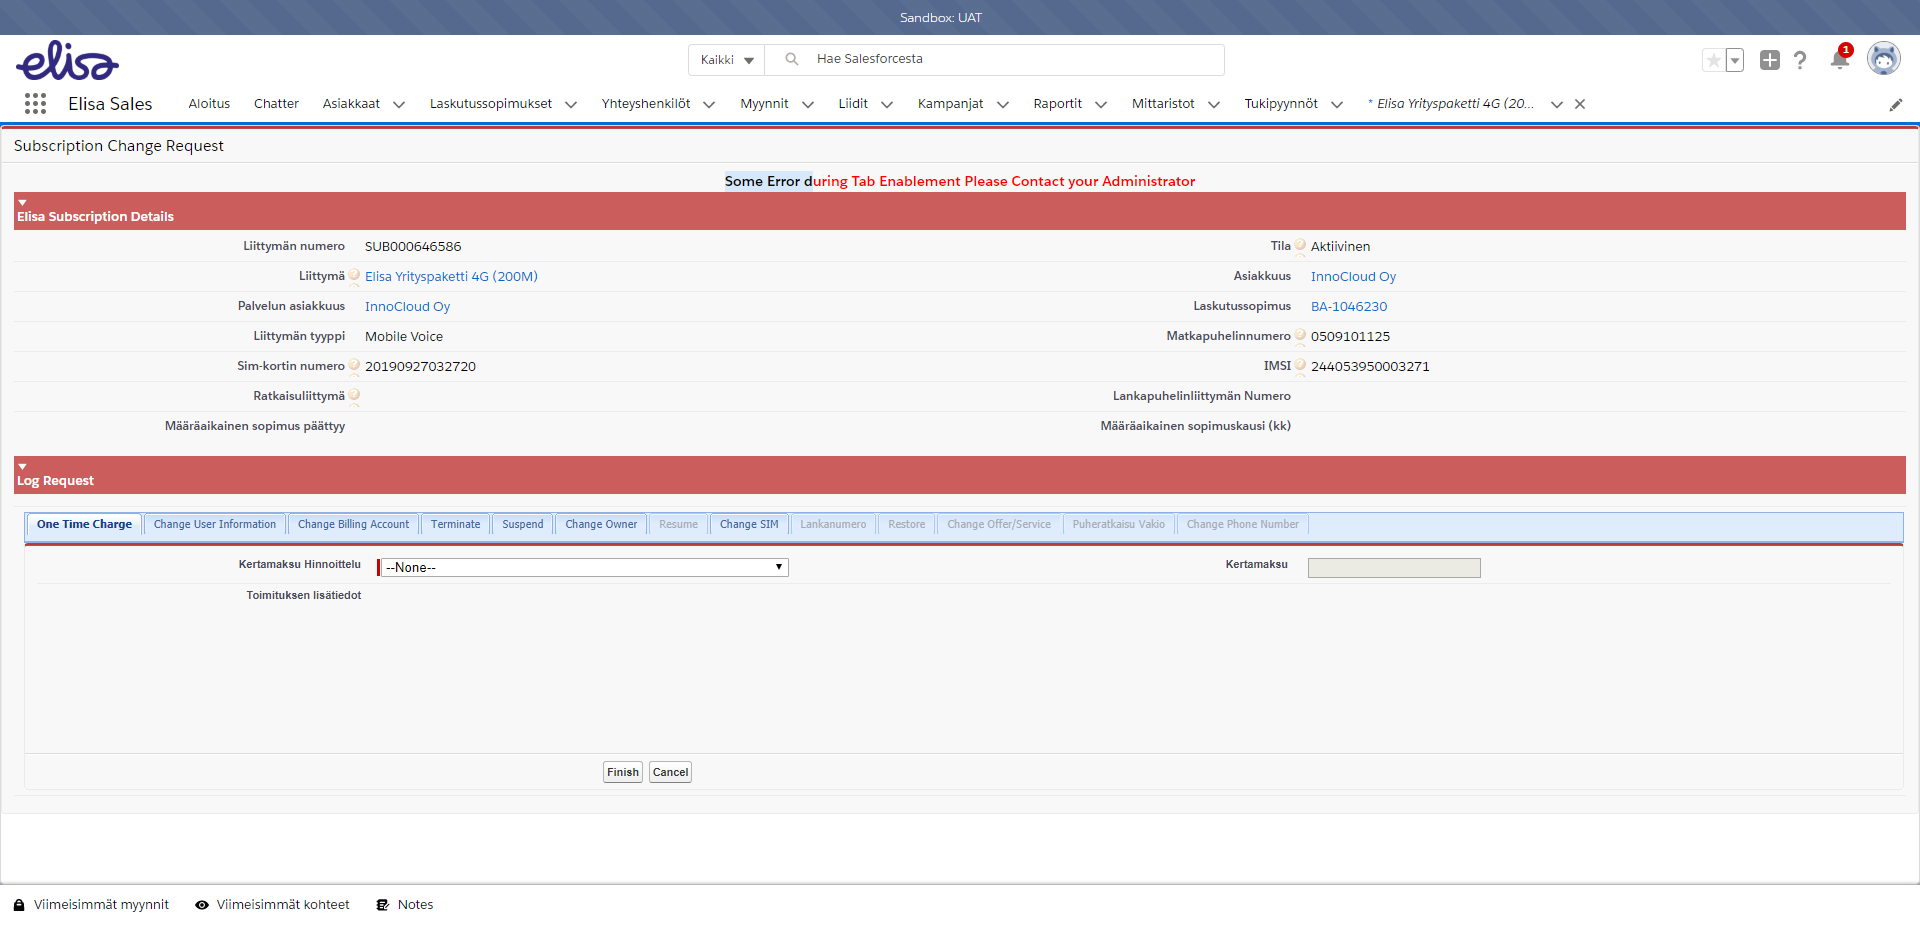 Sandbox: UAT
elisa
Kaikki
Hae Salesforcesta
1
Elisa Sales
Aloitus
Chatter
Asiakkaat
Laskutussopimukset
Yhteyshenkilöt
Myynnit
Liidit
Kampanjat
Raportit
Mittaristot
Tukipyynnöt
* Elisa Yrityspaketti 4G (20...
Subscription Change Request
Some Error during Tab Enablement Please Contact your Administrator
Elisa Subscription Details
Liittymän numero SUB000646586
Tila Aktiivinen
Liittymä Elisa Yrityspaketti 4G (200M)
Asiakkuus InnoCloud Oy
Palvelun asiakkuus InnoCloud Oy
Laskutussopimus BA-1046230
Liittymän tyyppi Mobile Voice
Matkapuhelinnumero 0509101125
Sim-kortin numero 20190927032720
IMSI 244053950003271
Ratkaisuliittymä
Lankapuhelinliittymän Numero
Määräaikainen sopimus päättyy
Määräaikainen sopimuskausi (kk)
Log Request
One Time Charge
Change User Information
Change Billing Account
Terminate
Suspend
Change Owner
Resume
Change SIM
Lankanumero
Restore
Change Offer/Service
Puheratkaisu Vakio
Change Phone Number
Kertamaksu Hinnoittelu --None--
Kertamaksu
Toimituksen lisätiedot
Finish
Cancel
Viimeisimmät myynnit
Viimeisimmät kohteet
Notes